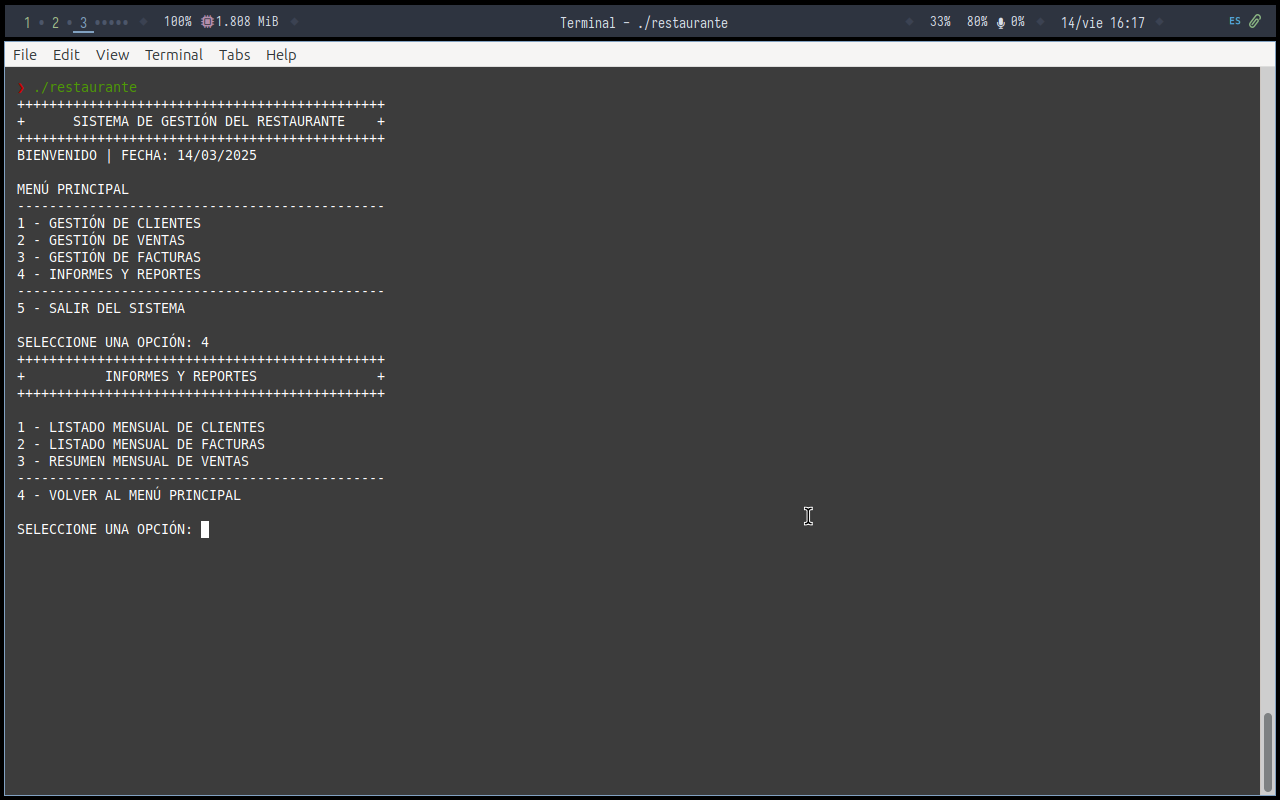 1 2 3 100% 1.808 MiB Terminal - ./restaurante 33% 80% 0% 14/vie 16:17 ES
File Edit View Terminal Tabs Help
❯ ./restaurante
++++++++++++++++++++++++++++++++++++++++++++++
+      SISTEMA DE GESTIÓN DEL RESTAURANTE    +
++++++++++++++++++++++++++++++++++++++++++++++
BIENVENIDO | FECHA: 14/03/2025
MENÚ PRINCIPAL
----------------------------------------------
1 - GESTIÓN DE CLIENTES
2 - GESTIÓN DE VENTAS
3 - GESTIÓN DE FACTURAS
4 - INFORMES Y REPORTES
----------------------------------------------
5 - SALIR DEL SISTEMA
SELECCIONE UNA OPCIÓN: 4
++++++++++++++++++++++++++++++++++++++++++++++
+          INFORMES Y REPORTES               +
++++++++++++++++++++++++++++++++++++++++++++++
1 - LISTADO MENSUAL DE CLIENTES
2 - LISTADO MENSUAL DE FACTURAS
3 - RESUMEN MENSUAL DE VENTAS
----------------------------------------------
4 - VOLVER AL MENÚ PRINCIPAL
SELECCIONE UNA OPCIÓN: